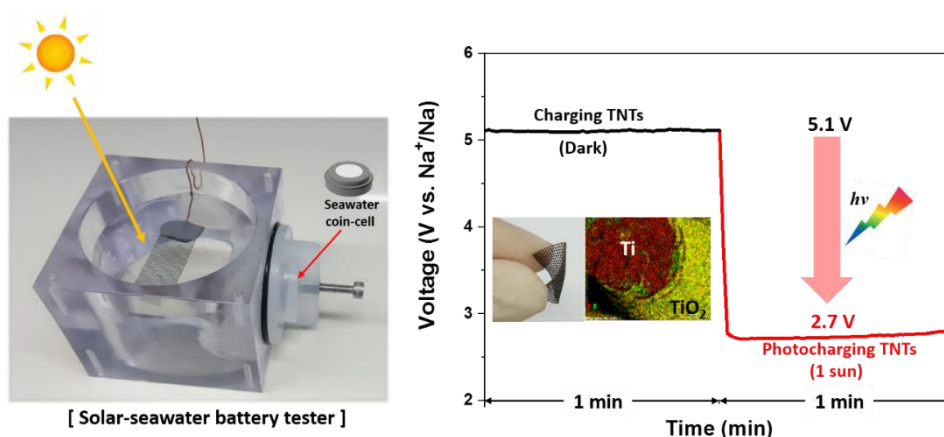 Seawater
coin-cell
[ Solar-seawater battery tester ]
Voltage (V vs. Na⁺/Na)
6
5
4
3
2
Charging TNTs
(Dark)
5.1 V
hν
Ti
TiO₂
2.7 V
Photocharging TNTs
(1 sun)
1 min
1 min
Time (min)